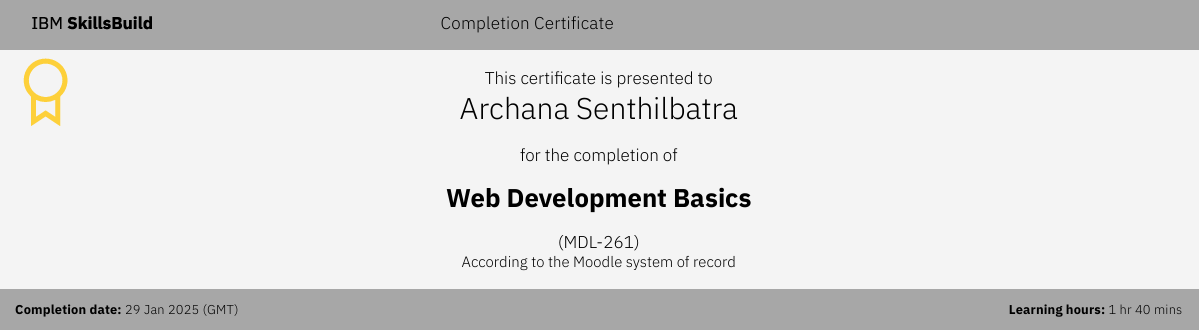 IBM SkillsBuild
Completion Certificate
This certificate is presented to
Archana Senthilbatra
for the completion of
Web Development Basics
(MDL-261)
According to the Moodle system of record
Completion date: 29 Jan 2025 (GMT)
Learning hours: 1 hr 40 mins